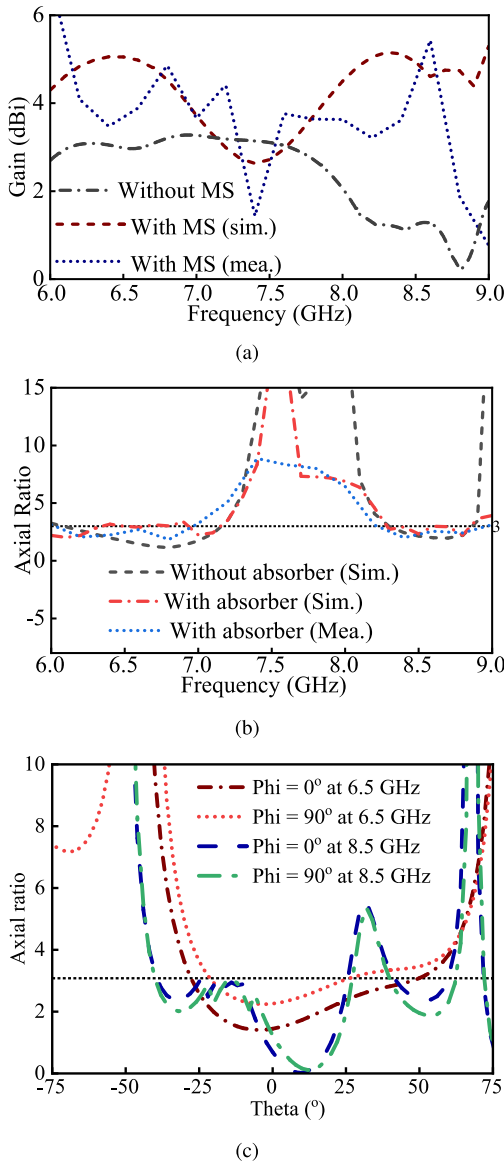 6
4
2
0
Gain (dBi)
Without MS
With MS (sim.)
With MS (mea.)
6.0 6.5 7.0 7.5 8.0 8.5 9.0
Frequency (GHz)
(a)
15
10
5
0
-5
Axial Ratio
3
Without absorber (Sim.)
With absorber (Sim.)
With absorber (Mea.)
6.0 6.5 7.0 7.5 8.0 8.5 9.0
Frequency (GHz)
(b)
10
8
6
4
2
0
Axial ratio
Phi = 0º at 6.5 GHz
Phi = 90º at 6.5 GHz
Phi = 0º at 8.5 GHz
Phi = 90º at 8.5 GHz
-75 -50 -25 0 25 50 75
Theta (º)
(c)